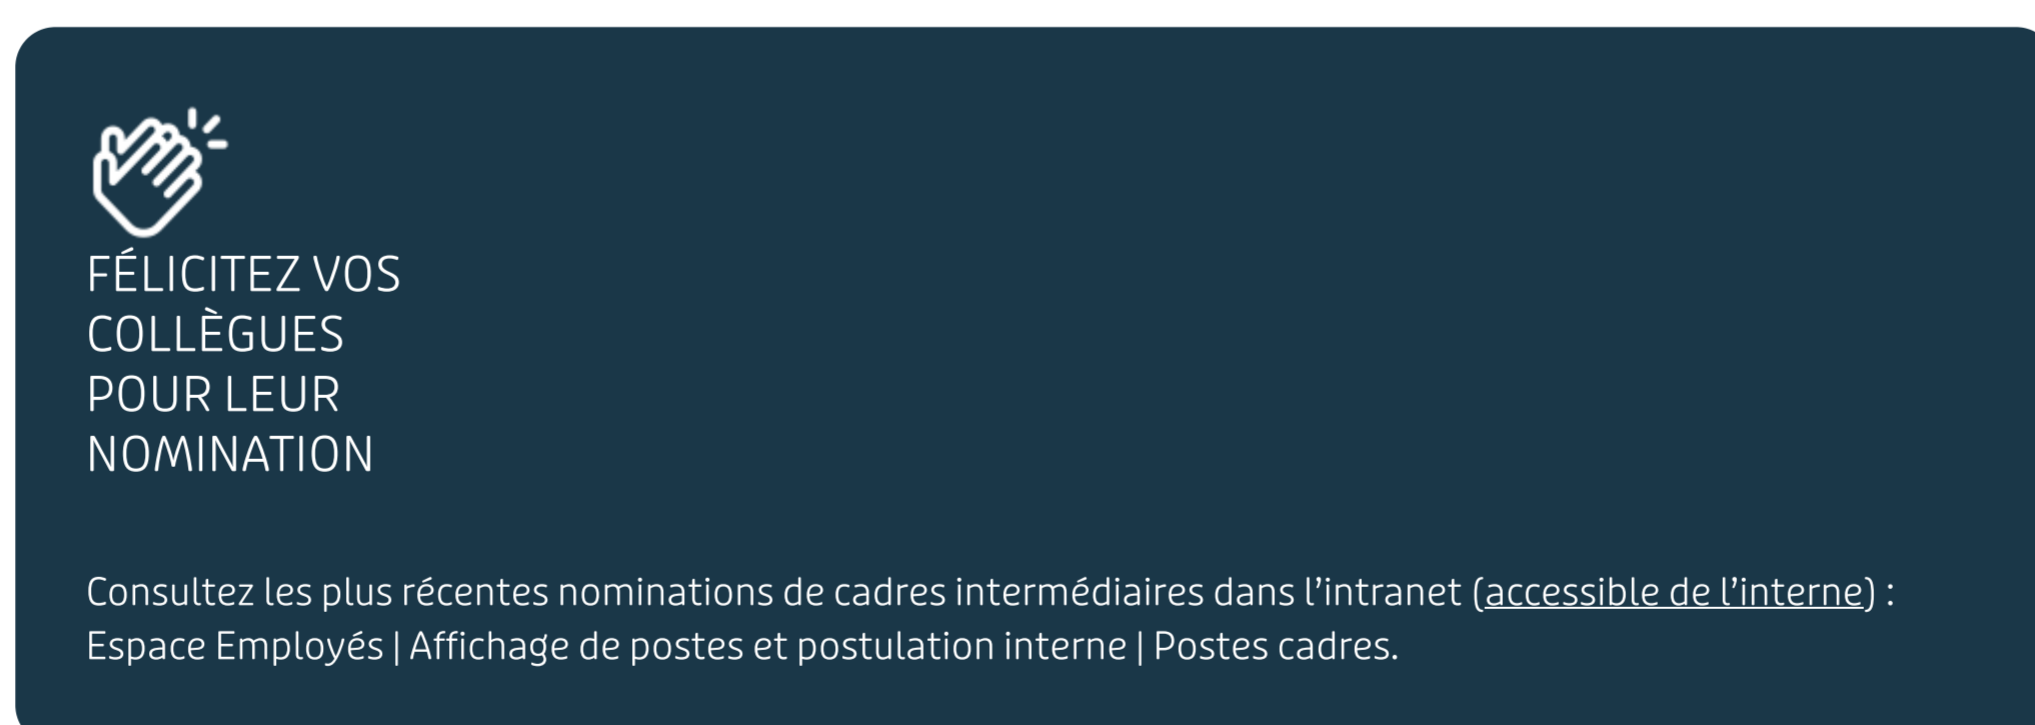 FÉLICITEZ VOS
COLLÈGUES
POUR LEUR
NOMINATION
Consultez les plus récentes nominations de cadres intermédiaires dans l’intranet (accessible de l’interne) :
Espace Employés | Affichage de postes et postulation interne | Postes cadres.